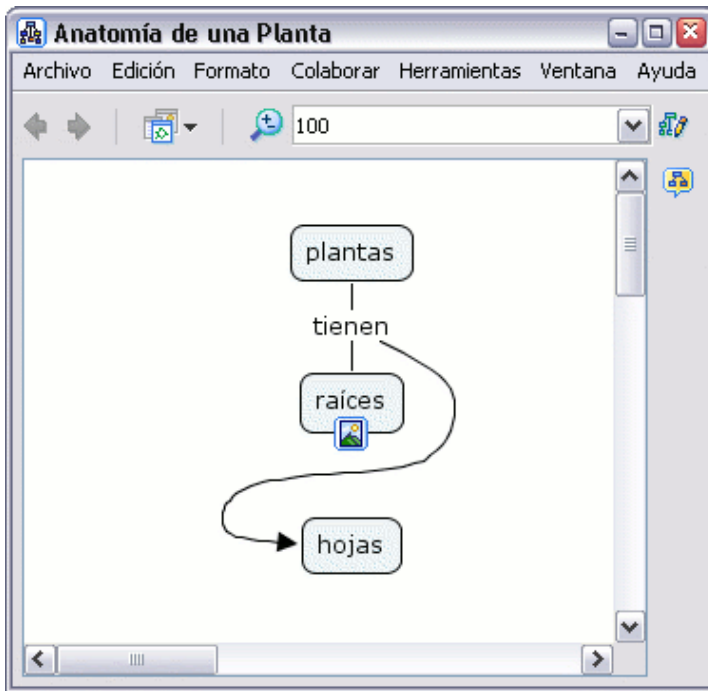 Anatomía de una Planta
Archivo Edición Formato Colaborar Herramientas Ventana Ayuda
100
plantas
tienen
raíces
hojas